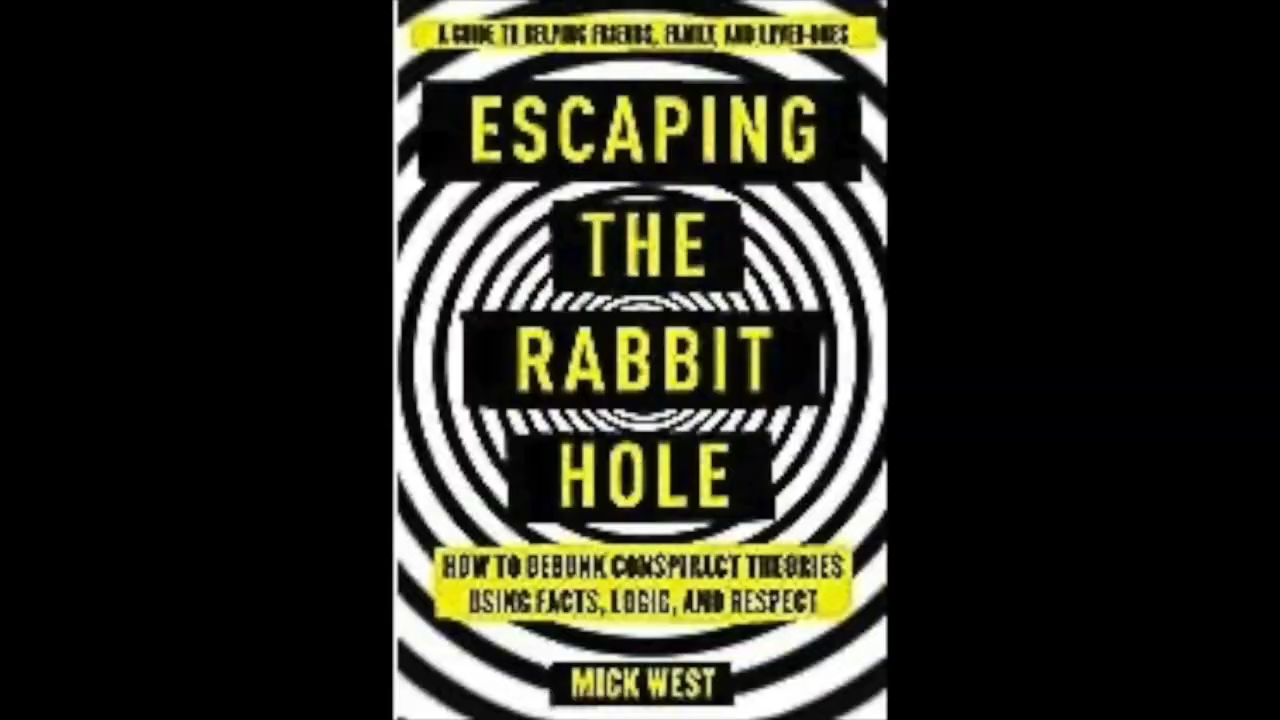 A GUIDE TO HELPING FRIENDS, FAMILY, AND LOVED ONES
ESCAPING
THE
RABBIT
HOLE
HOW TO DEBUNK CONSPIRACY THEORIES
USING FACTS, LOGIC, AND RESPECT
MICK WEST